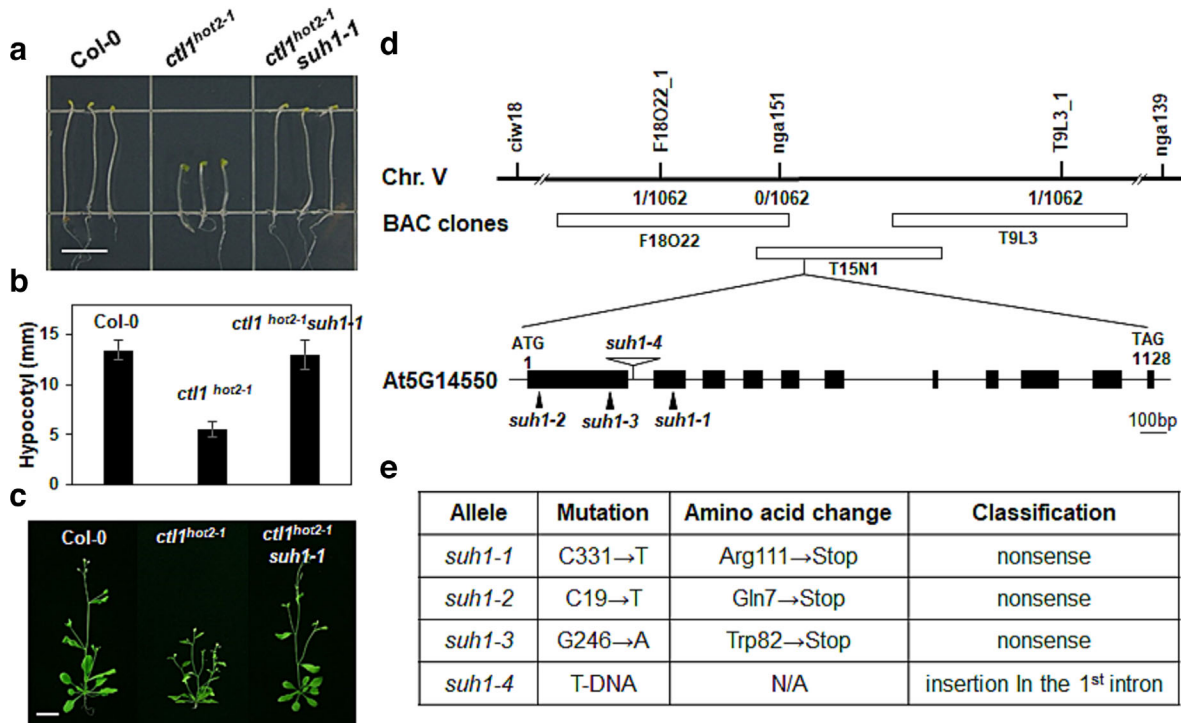 a
Col-0
ctl1hot2-1
ctl1hot2-1
suh1-1
b
Hypocotyl (mm)
15
10
5
0
Col-0
ctl1 hot2-1
ctl1 hot2-1suh1-1
c
Col-0
ctl1hot2-1
ctl1hot2-1
suh1-1
d
ciw18
F18O22_1
nga151
T9L3_1
nga139
Chr. V
1/1062
0/1062
1/1062
BAC clones
F18O22
T9L3
T15N1
ATG
1
suh1-4
TAG
1128
At5G14550
suh1-2
suh1-3
suh1-1
100bp
e
Allele Mutation Amino acid change Classification
suh1-1 C331→T Arg111→Stop nonsense
suh1-2 C19→T Gln7→Stop nonsense
suh1-3 G246→A Trp82→Stop nonsense
suh1-4 T-DNA N/A insertion In the 1st intron